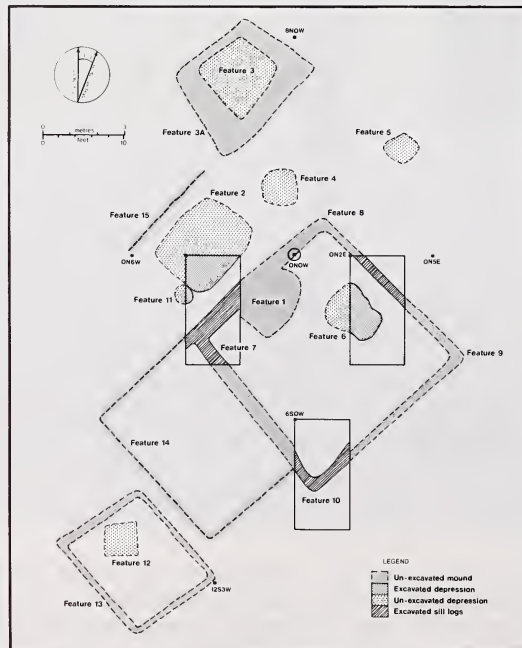 8N0W
Feature 3
Feature 3A
Feature 5
0 3
metres
feet
0 10
Feature 4
Feature 2
Feature 15
Feature 8
0N6W
0N0W
0N2E
0N5E
Feature 11
Feature 1
Feature 6
Feature 7
Feature 9
6S0W
Feature 14
Feature 10
Feature 12
12S3W
Feature 13
LEGEND
Un-excavated mound
Excavated depression
Un-excavated depression
Excavated sill logs